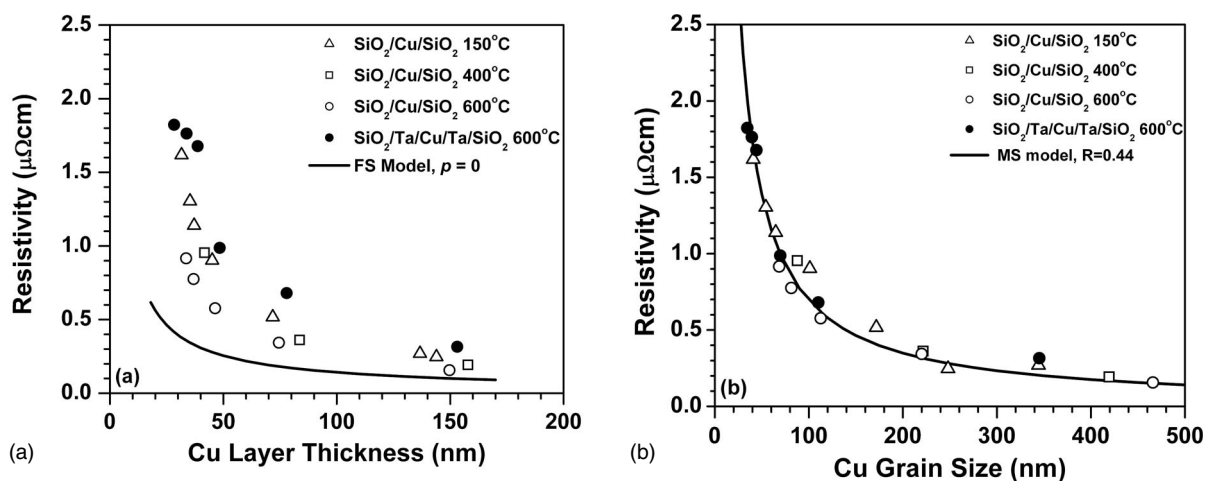 2.5
2.0
1.5
1.0
0.5
0.0
Resistivity (μΩcm)
SiO₂/Cu/SiO₂ 150°C
SiO₂/Cu/SiO₂ 400°C
SiO₂/Cu/SiO₂ 600°C
SiO₂/Ta/Cu/Ta/SiO₂ 600°C
FS Model, p = 0
(a)
0 50 100 150 200
Cu Layer Thickness (nm)
(a)
2.5
2.0
1.5
1.0
0.5
0.0
Resistivity (μΩcm)
SiO₂/Cu/SiO₂ 150°C
SiO₂/Cu/SiO₂ 400°C
SiO₂/Cu/SiO₂ 600°C
SiO₂/Ta/Cu/Ta/SiO₂ 600°C
MS model, R=0.44
(b)
0 100 200 300 400 500
Cu Grain Size (nm)
(b)